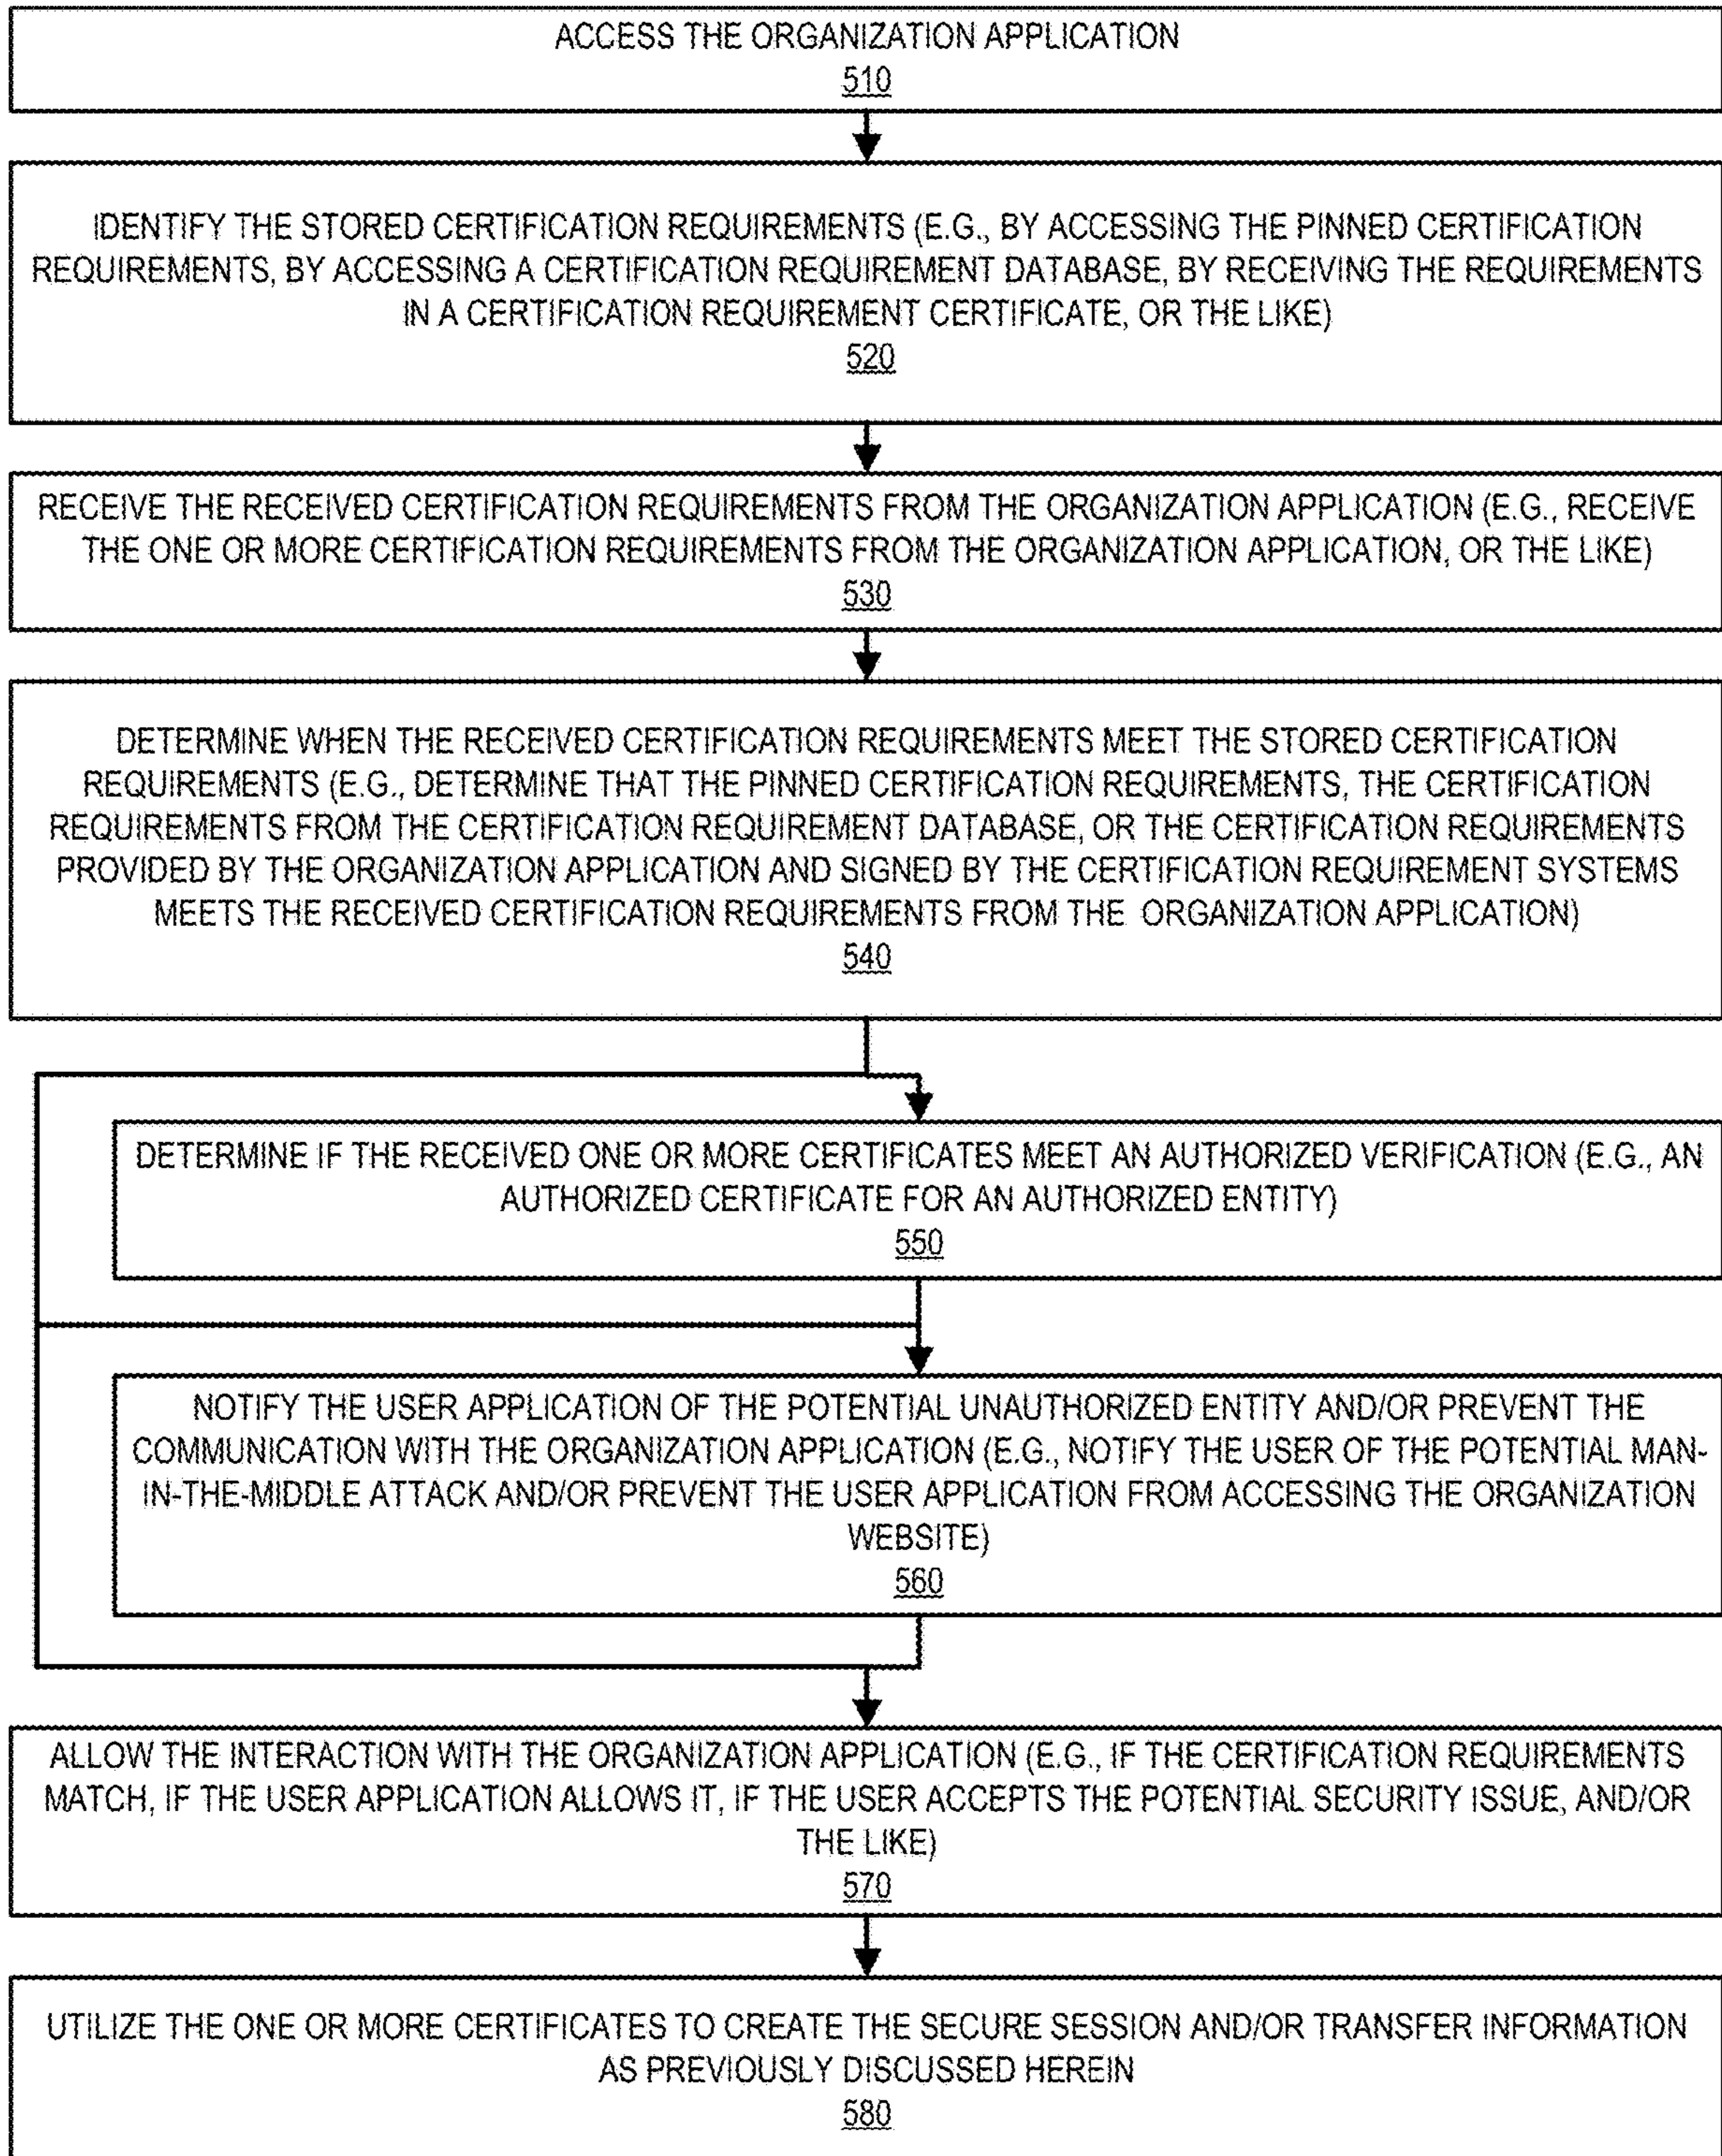 ACCESS THE ORGANIZATION APPLICATION
510
IDENTIFY THE STORED CERTIFICATION REQUIREMENTS (E.G., BY ACCESSING THE PINNED CERTIFICATION
REQUIREMENTS, BY ACCESSING A CERTIFICATION REQUIREMENT DATABASE, BY RECEIVING THE REQUIREMENTS
IN A CERTIFICATION REQUIREMENT CERTIFICATE, OR THE LIKE)
520
RECEIVE THE RECEIVED CERTIFICATION REQUIREMENTS FROM THE ORGANIZATION APPLICATION (E.G., RECEIVE
THE ONE OR MORE CERTIFICATION REQUIREMENTS FROM THE ORGANIZATION APPLICATION, OR THE LIKE)
530
DETERMINE WHEN THE RECEIVED CERTIFICATION REQUIREMENTS MEET THE STORED CERTIFICATION
REQUIREMENTS (E.G., DETERMINE THAT THE PINNED CERTIFICATION REQUIREMENTS, THE CERTIFICATION
REQUIREMENTS FROM THE CERTIFICATION REQUIREMENT DATABASE, OR THE CERTIFICATION REQUIREMENTS
PROVIDED BY THE ORGANIZATION APPLICATION AND SIGNED BY THE CERTIFICATION REQUIREMENT SYSTEMS
MEETS THE RECEIVED CERTIFICATION REQUIREMENTS FROM THE ORGANIZATION APPLICATION)
540
DETERMINE IF THE RECEIVED ONE OR MORE CERTIFICATES MEET AN AUTHORIZED VERIFICATION (E.G., AN
AUTHORIZED CERTIFICATE FOR AN AUTHORIZED ENTITY)
550
NOTIFY THE USER APPLICATION OF THE POTENTIAL UNAUTHORIZED ENTITY AND/OR PREVENT THE
COMMUNICATION WITH THE ORGANIZATION APPLICATION (E.G., NOTIFY THE USER OF THE POTENTIAL MAN-
IN-THE-MIDDLE ATTACK AND/OR PREVENT THE USER APPLICATION FROM ACCESSING THE ORGANIZATION
WEBSITE)
560
ALLOW THE INTERACTION WITH THE ORGANIZATION APPLICATION (E.G., IF THE CERTIFICATION REQUIREMENTS
MATCH, IF THE USER APPLICATION ALLOWS IT, IF THE USER ACCEPTS THE POTENTIAL SECURITY ISSUE, AND/OR
THE LIKE)
570
UTILIZE THE ONE OR MORE CERTIFICATES TO CREATE THE SECURE SESSION AND/OR TRANSFER INFORMATION
AS PREVIOUSLY DISCUSSED HEREIN
580